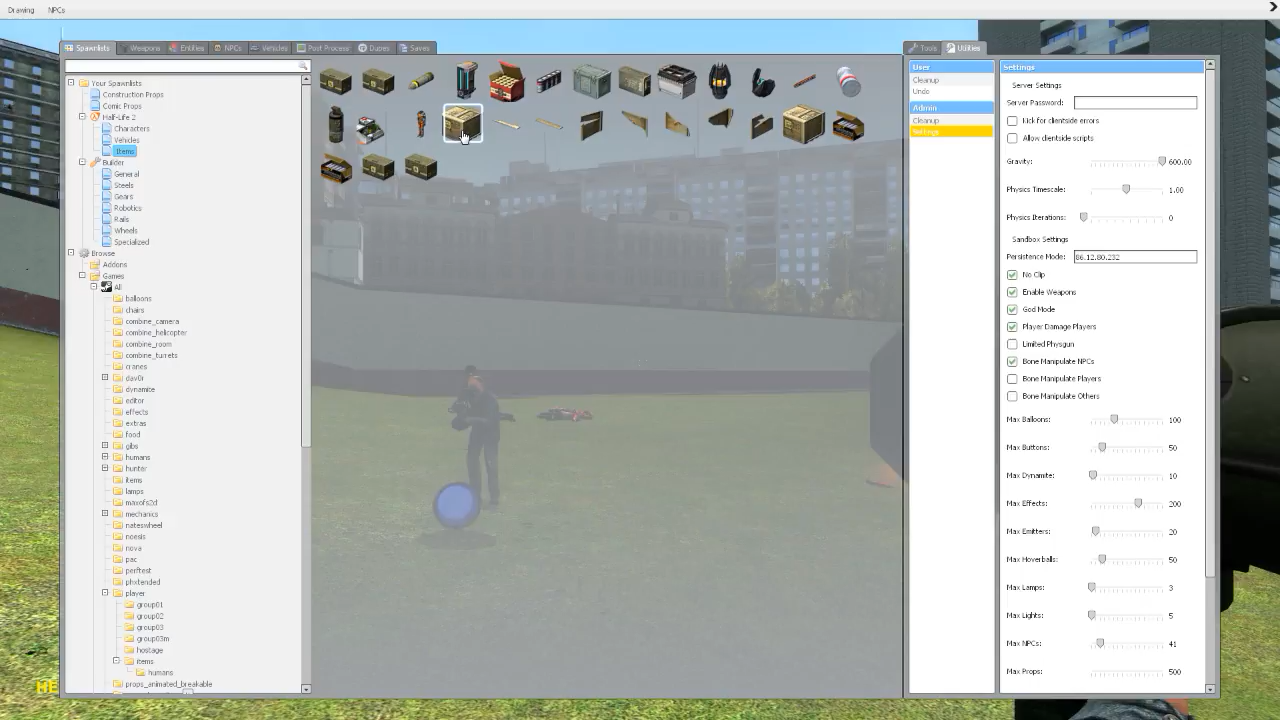 Drawing NPCs
Spawnlists Weapons Entities NPCs Vehicles Post Process Dupes Saves
Tools Utilities
Your Spawnlists
Construction Props
Comic Props
Half-Life 2
Characters
Vehicles
Items
Builder
General
Steels
Gears
Robotics
Rails
Wheels
Specialized
Browse
Addons
Games
All
balloons
chairs
combine_camera
combine_helicopter
combine_room
combine_turrets
cranes
dav0r
dynamite
editor
effects
extras
food
gibs
humans
hunter
items
lamps
maxofs2d
mechanics
nateswheel
noesis
nova
pac
perftest
phxtended
player
group01
group02
group03
group03m
hostage
items
humans
props_animated_breakable
HE
User
Cleanup
Undo
Admin
Cleanup
Settings
Settings
Server Settings
Server Password:
Kick for clientside errors
Allow clientside scripts
Gravity: 600.00
Physics Timescale: 1.00
Physics Iterations: 0
Sandbox Settings
Persistence Mode: 86.12.80.232
No Clip
Enable Weapons
God Mode
Player Damage Players
Limited Physgun
Bone Manipulate NPCs
Bone Manipulate Players
Bone Manipulate Others
Max Balloons: 100
Max Buttons: 50
Max Dynamite: 10
Max Effects: 200
Max Emitters: 20
Max Hoverballs: 50
Max Lamps: 3
Max Lights: 5
Max NPCs: 41
Max Props: 500